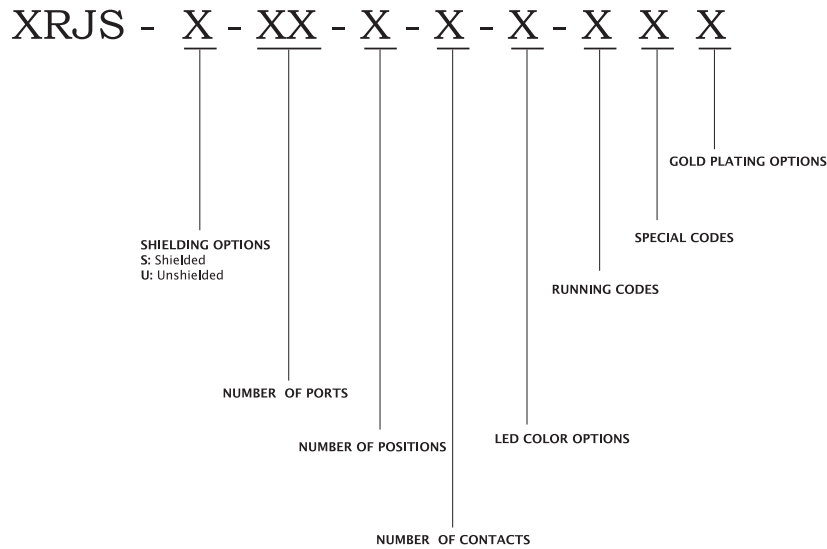 XRJS - X - XX - X - X - X - X X X
GOLD PLATING OPTIONS
SPECIAL CODES
SHIELDING OPTIONS
S: Shielded
U: Unshielded
RUNNING CODES
NUMBER OF PORTS
LED COLOR OPTIONS
NUMBER OF POSITIONS
NUMBER OF CONTACTS